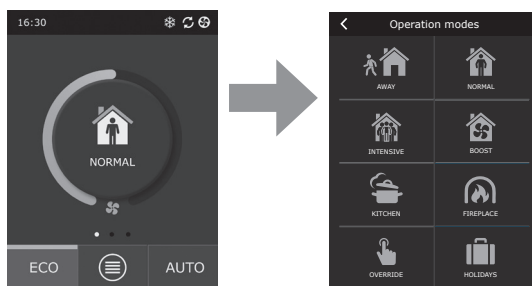 16:30
NORMAL
ECO
AUTO
Operation modes
AWAY
NORMAL
INTENSIVE
BOOST
KITCHEN
FIREPLACE
OVERRIDE
HOLIDAYS